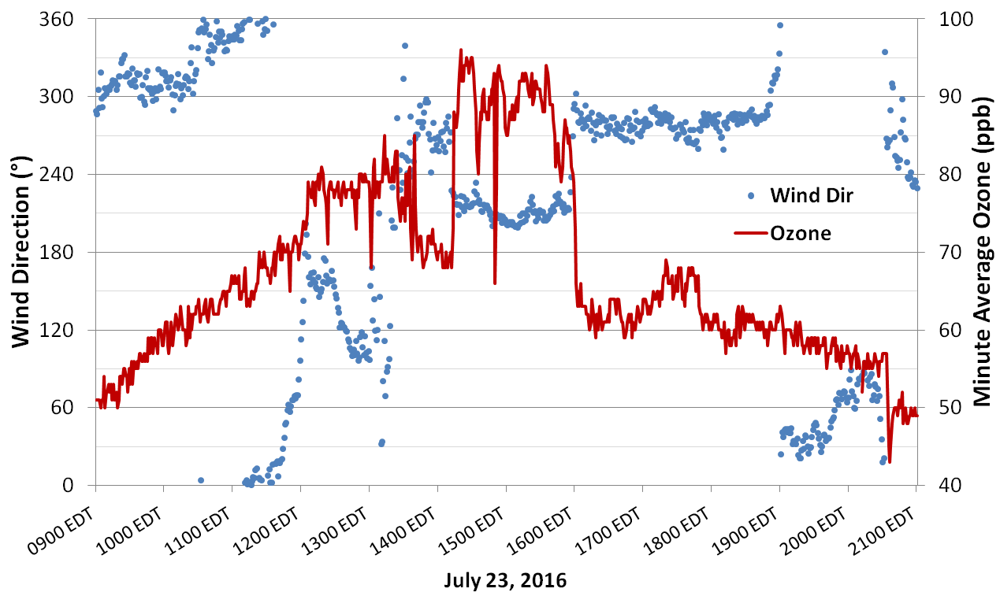 360
300
240
180
120
60
0
Wind Direction (°)
100
90
80
70
60
50
40
Minute Average Ozone (ppb)
Wind Dir
Ozone
0900 EDT
1000 EDT
1100 EDT
1200 EDT
1300 EDT
1400 EDT
1500 EDT
1600 EDT
1700 EDT
1800 EDT
1900 EDT
2000 EDT
2100 EDT
July 23, 2016